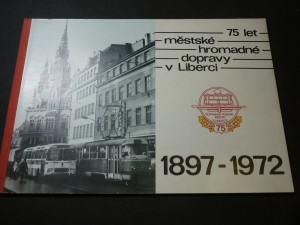 75 let
městské
hromadné
dopravy
v Liberci
75
1897-1972